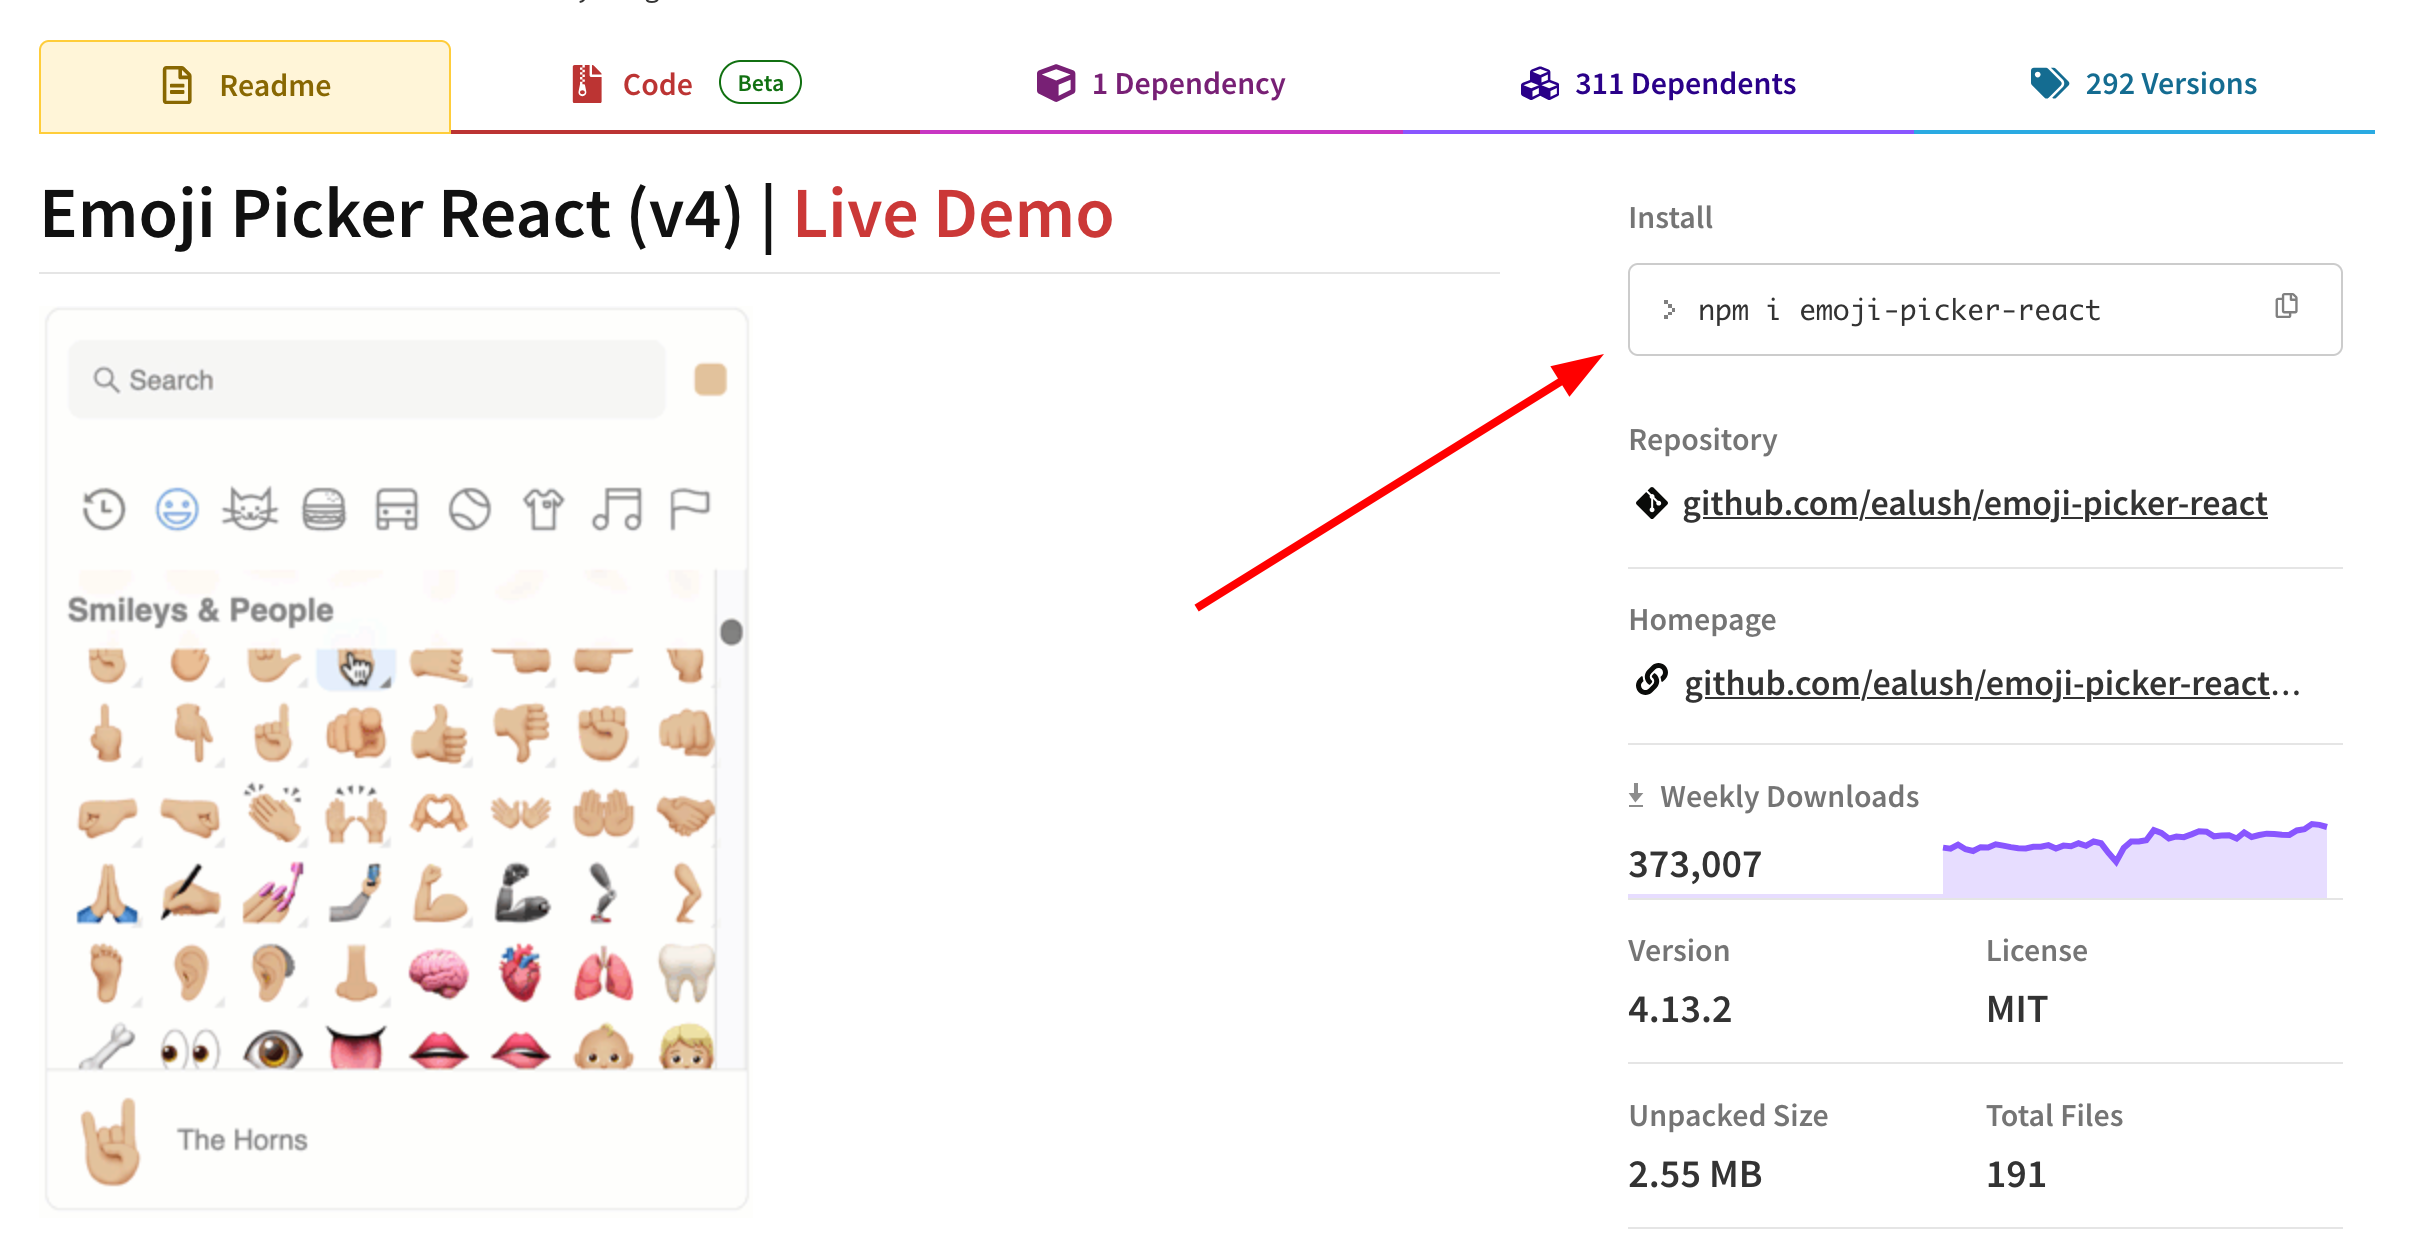 Readme
Code Beta
1 Dependency
311 Dependents
292 Versions
Emoji Picker React (v4) | Live Demo
Search
Smileys & People
The Horns
Install
npm i emoji-picker-react
Repository
github.com/ealush/emoji-picker-react
Homepage
github.com/ealush/emoji-picker-react...
Weekly Downloads
373,007
Version
4.13.2
License
MIT
Unpacked Size
2.55 MB
Total Files
191